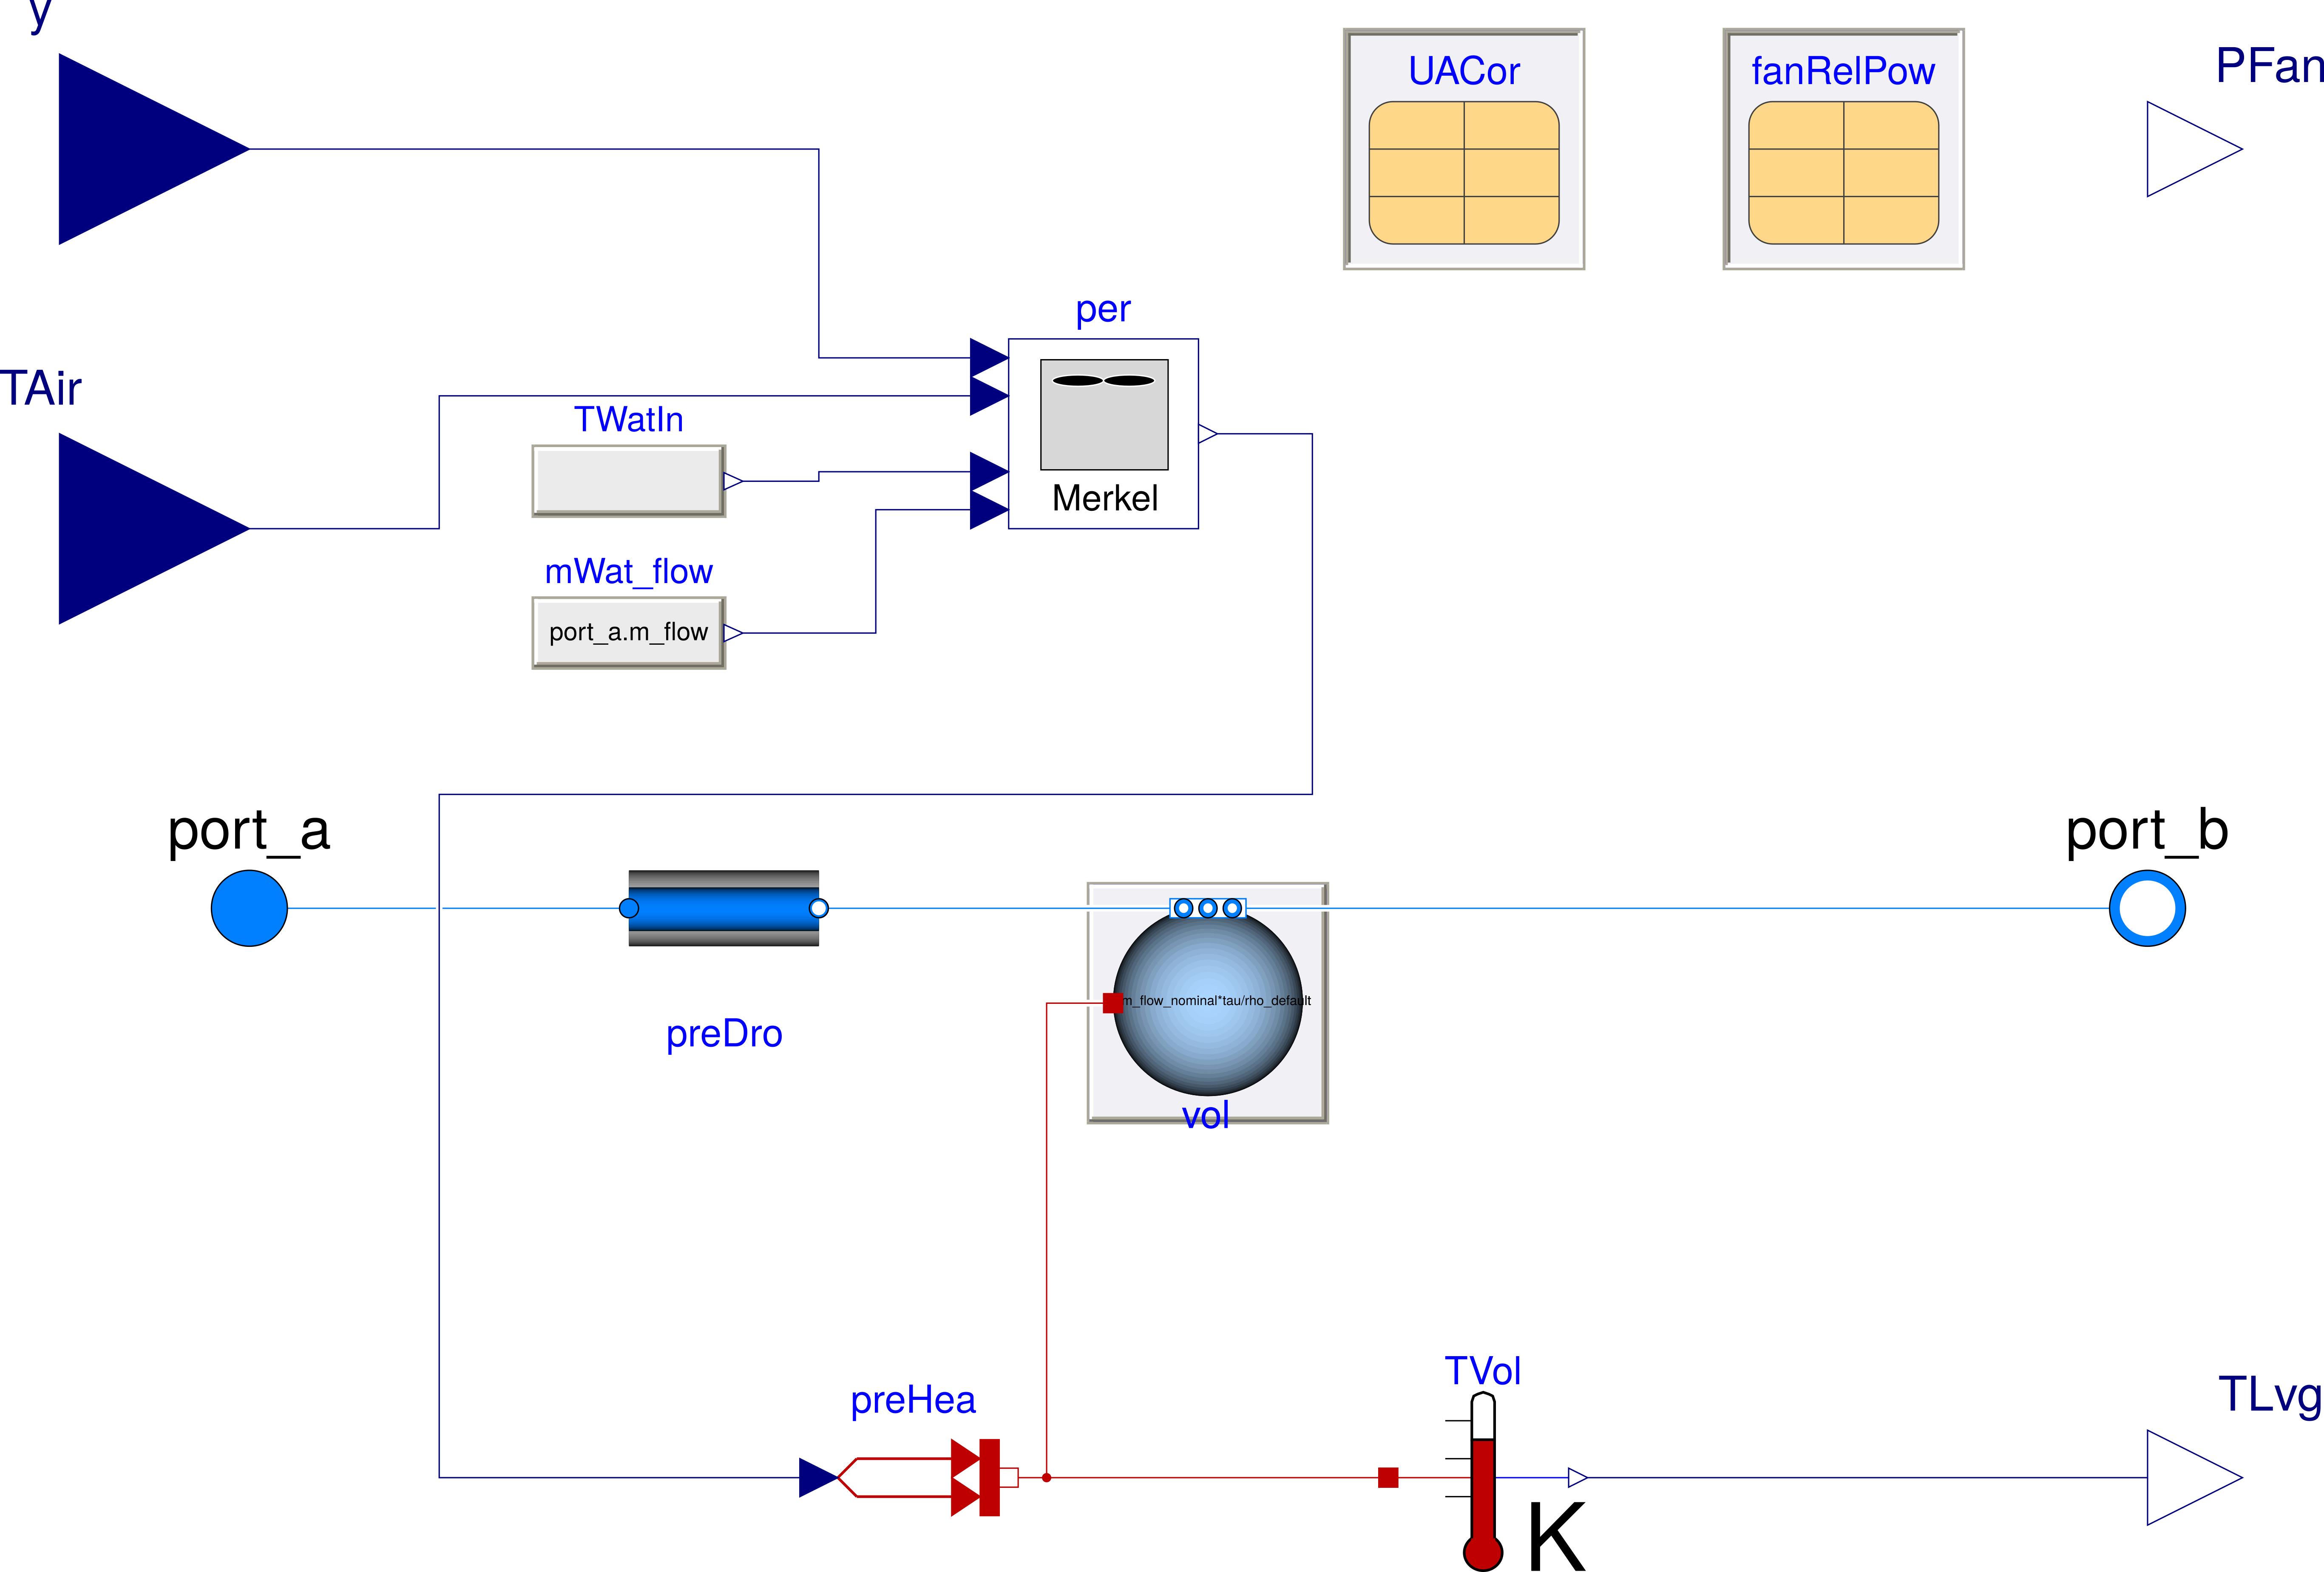 y
UACor
fanRelPow
PFan
per
TAir
TWatIn
Merkel
mWat_flow
port_a.m_flow
port_a
port_b
m_flow_nominal*tau/rho_default
preDro
vol
TVol
preHea
TLvg
K